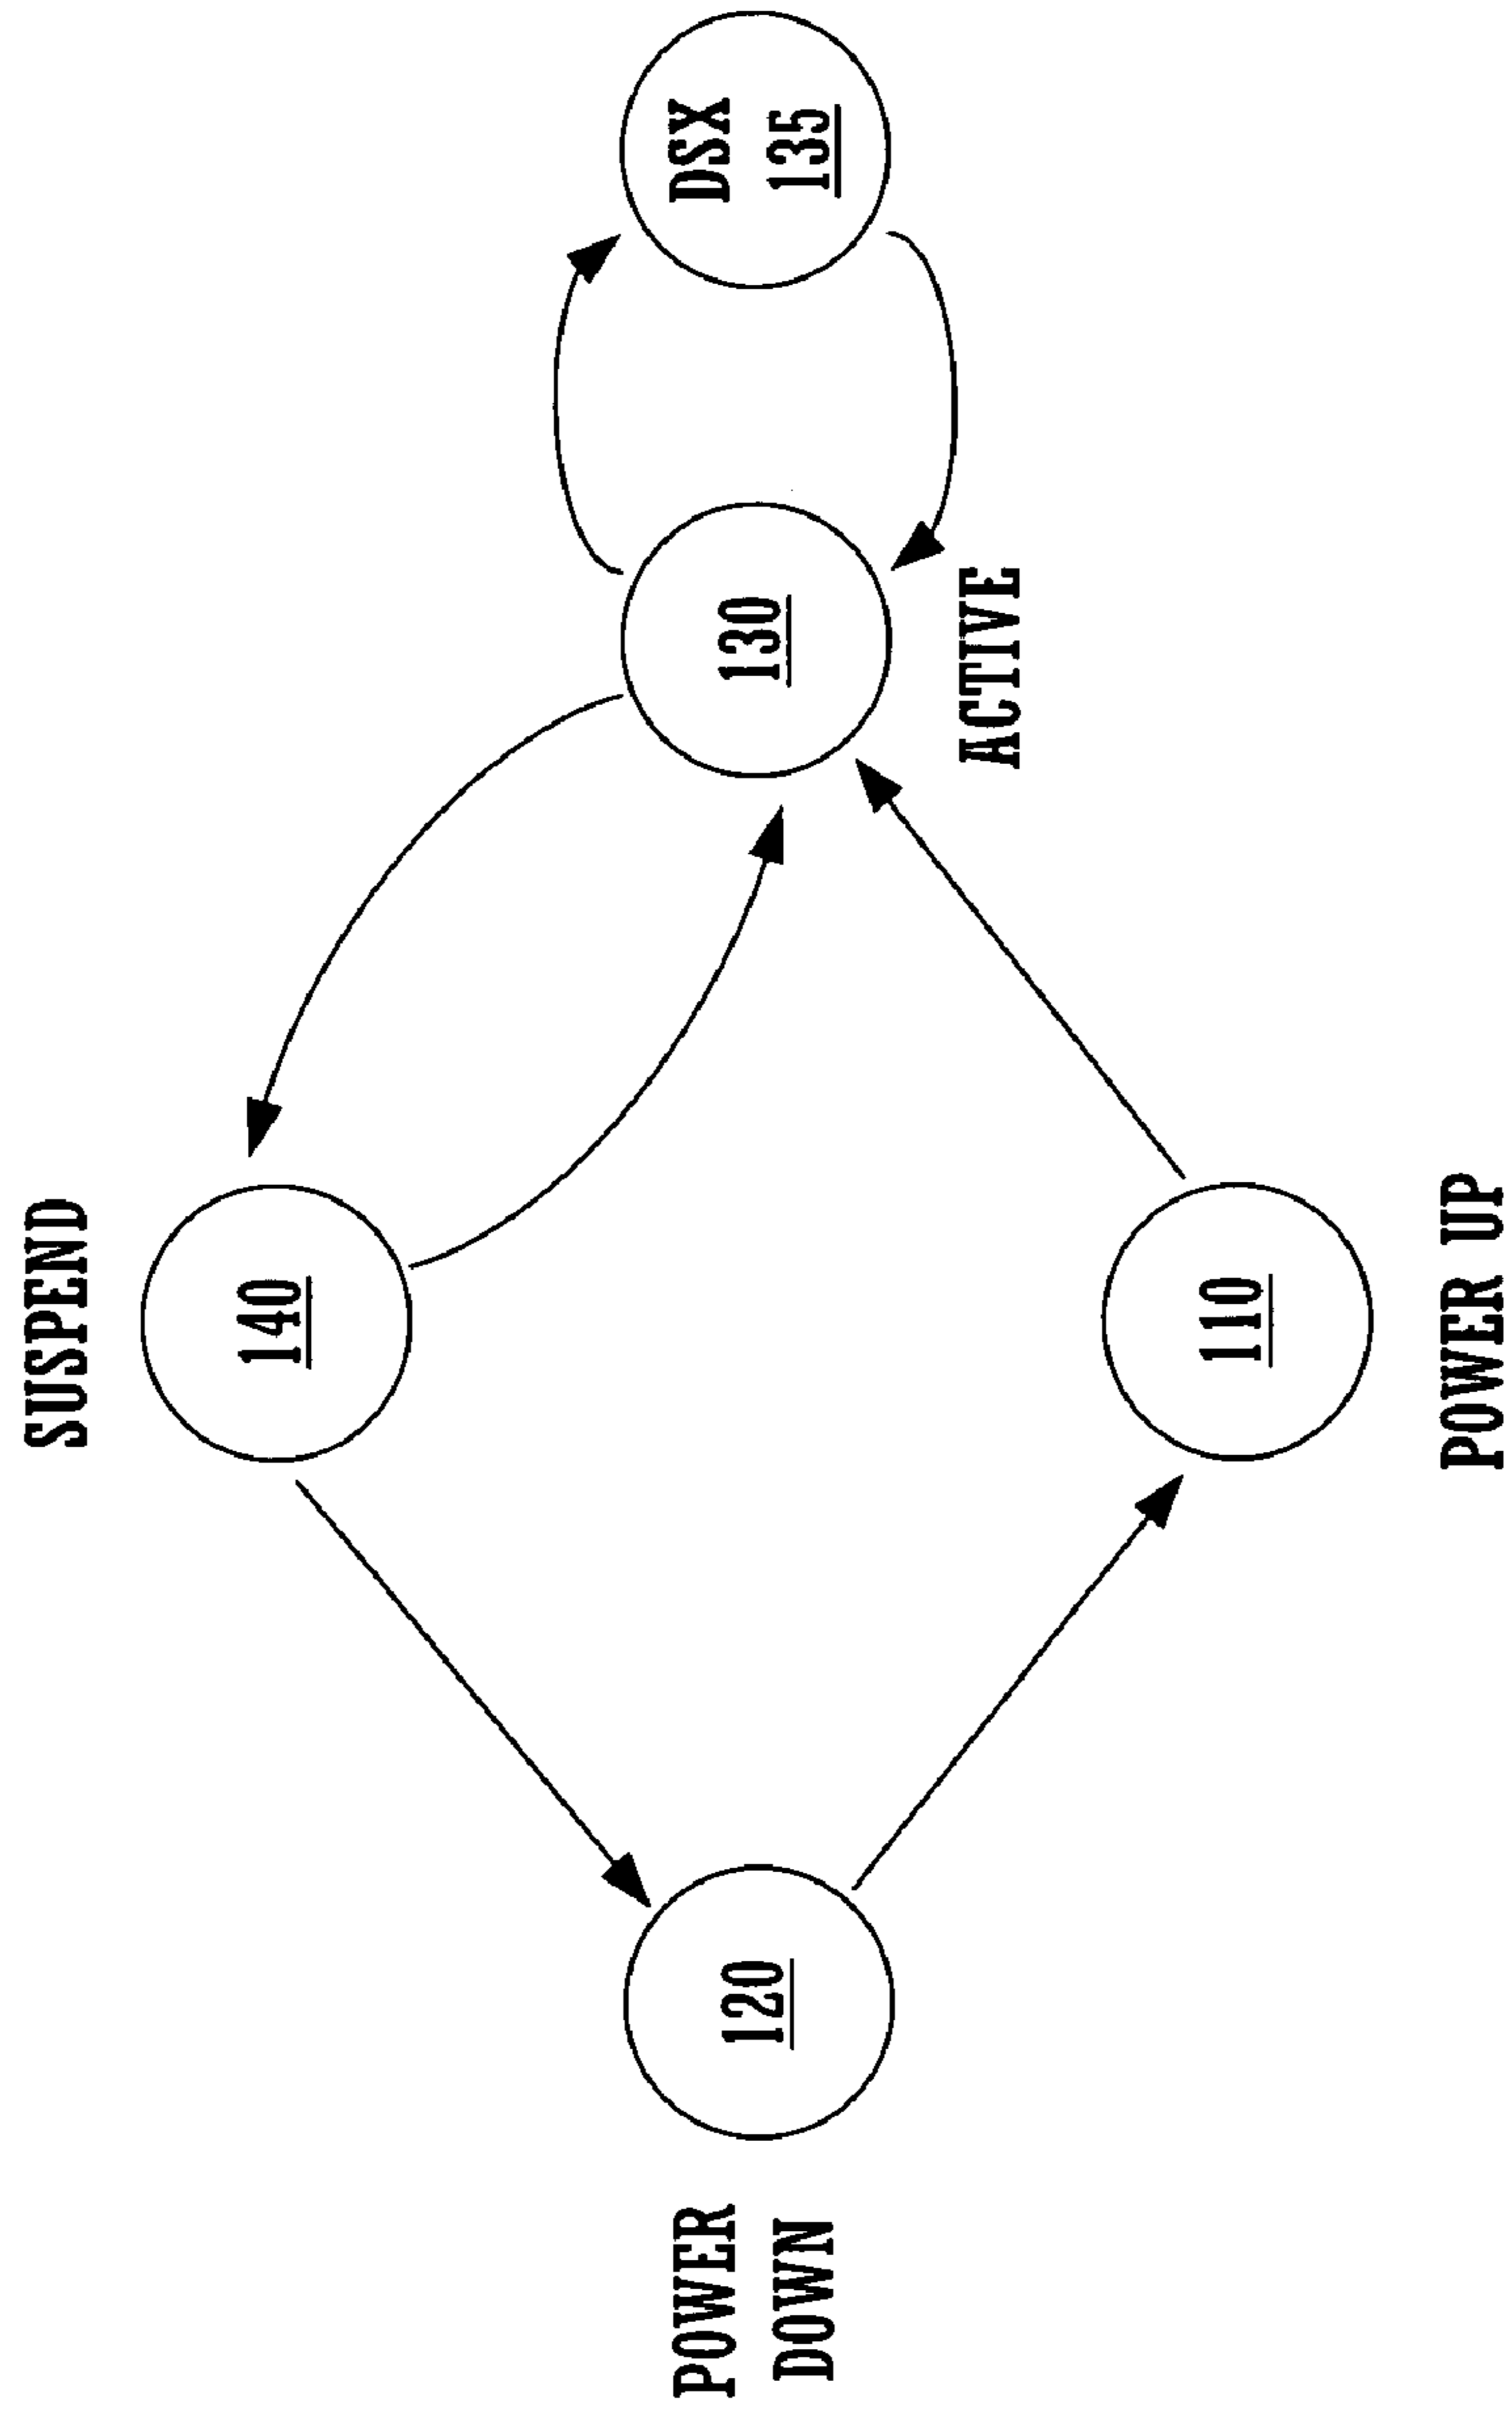 SUSPEND
140
POWER
DOWN
120
130
ACTIVE
DSX
135
110
POWER UP